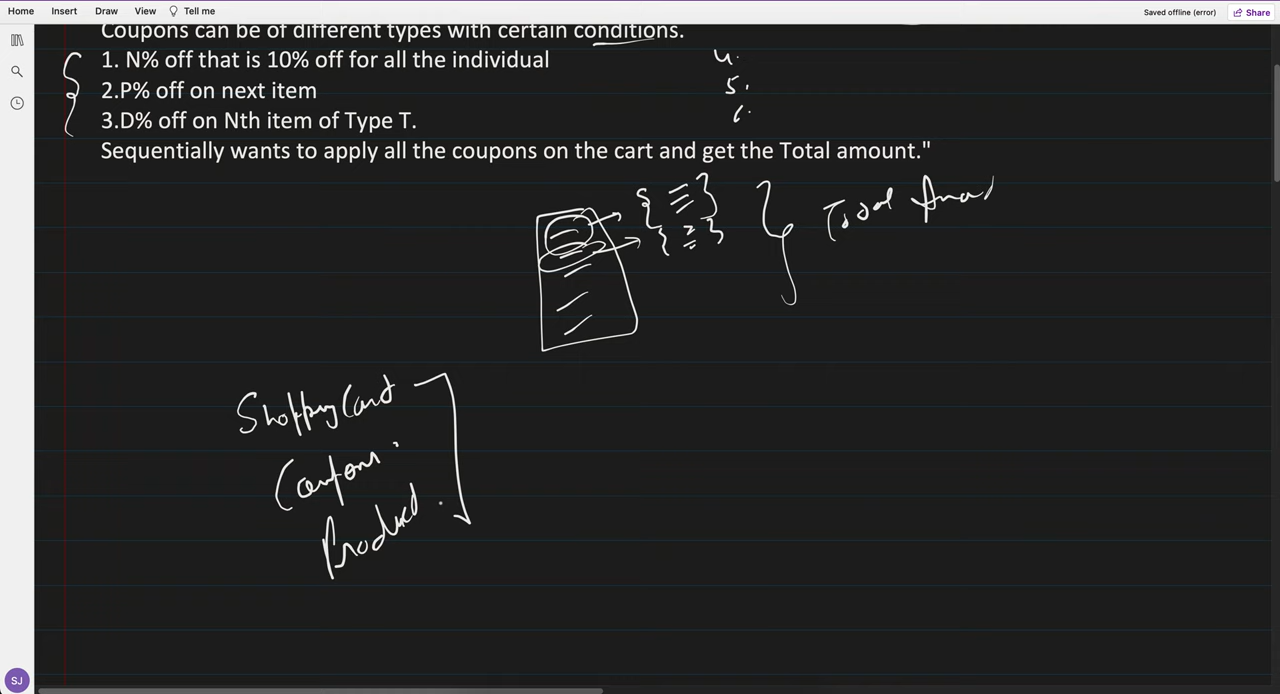 Home Insert Draw View Tell me
Saved offline (error) Share
Coupons can be of different types with certain conditions.
1. N% off that is 10% off for all the individual
2.P% off on next item
3.D% off on Nth item of Type T.
4.
5.
6.
Sequentially wants to apply all the coupons on the cart and get the Total amount."
Total
Shopping Cart
Coupons
Product
SJ